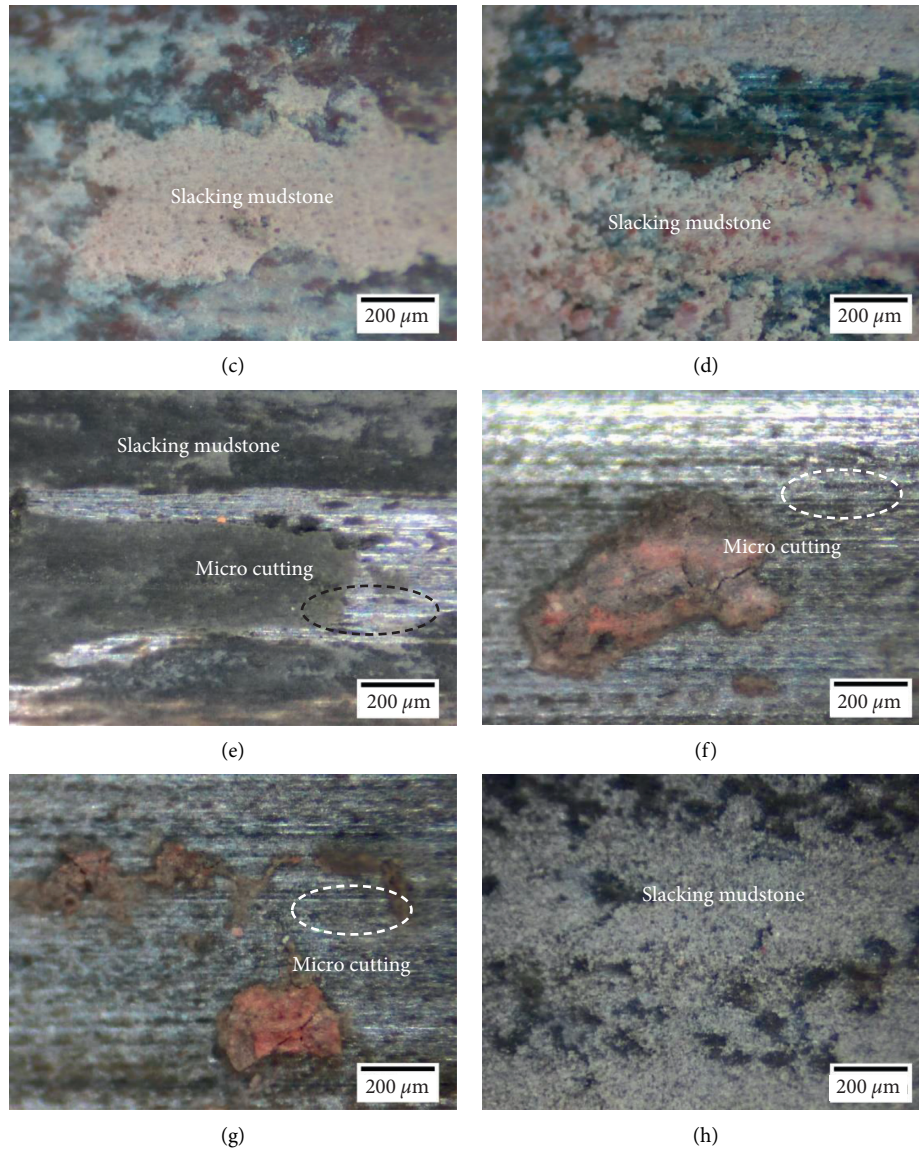 Slacking mudstone
200 µm
(c)
Slacking mudstone
200 µm
(d)
Slacking mudstone
Micro cutting
200 µm
(e)
Micro cutting
200 µm
(f)
Micro cutting
200 µm
(g)
Slacking mudstone
200 µm
(h)